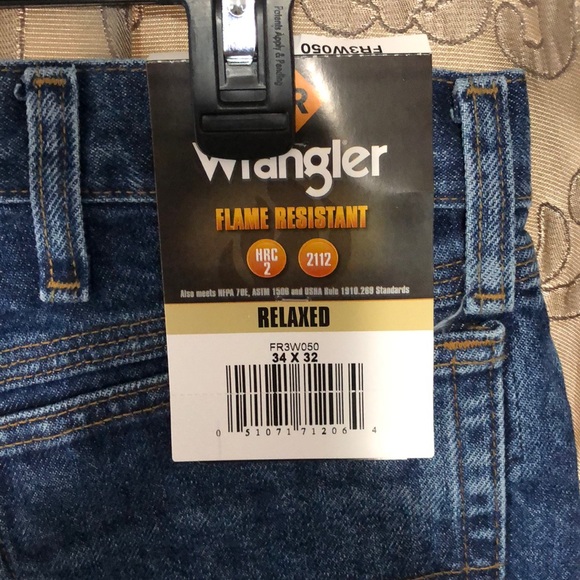 FR3W050
R
Wrangler
FLAME RESISTANT
HRC
2
2112
Also meets NFPA 70E, ASTM 1506 and OSHA Rule 1910.269 Standards
RELAXED
FR3W050
34 X 32
0 51071 71206 4